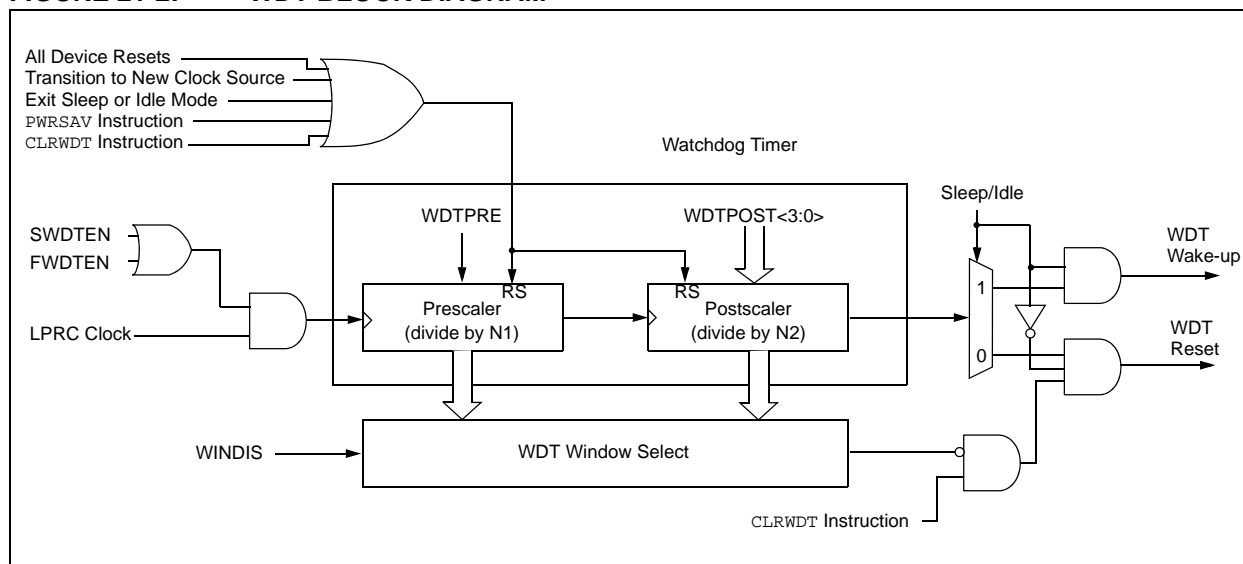 All Device Resets
Transition to New Clock Source
Exit Sleep or Idle Mode
PWRSAV Instruction
CLRWDT Instruction
Watchdog Timer
Sleep/Idle
WDTPRE
WDTPOST<3:0>
SWDTEN
FWDTEN
WDT
Wake-up
RS
RS
1
Prescaler
(divide by N1)
Postscaler
(divide by N2)
LPRC Clock
0
WDT
Reset
WINDIS
WDT Window Select
CLRWDT Instruction